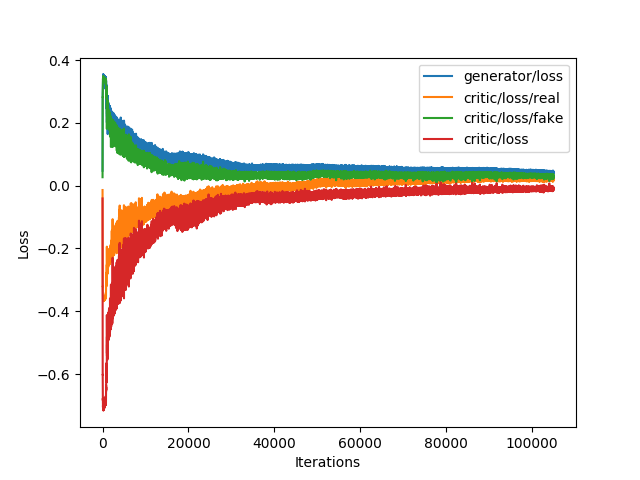 0.4
0.2
0.0
−0.2
−0.4
−0.6
Loss
generator/loss
critic/loss/real
critic/loss/fake
critic/loss
0 20000 40000 60000 80000 100000
Iterations